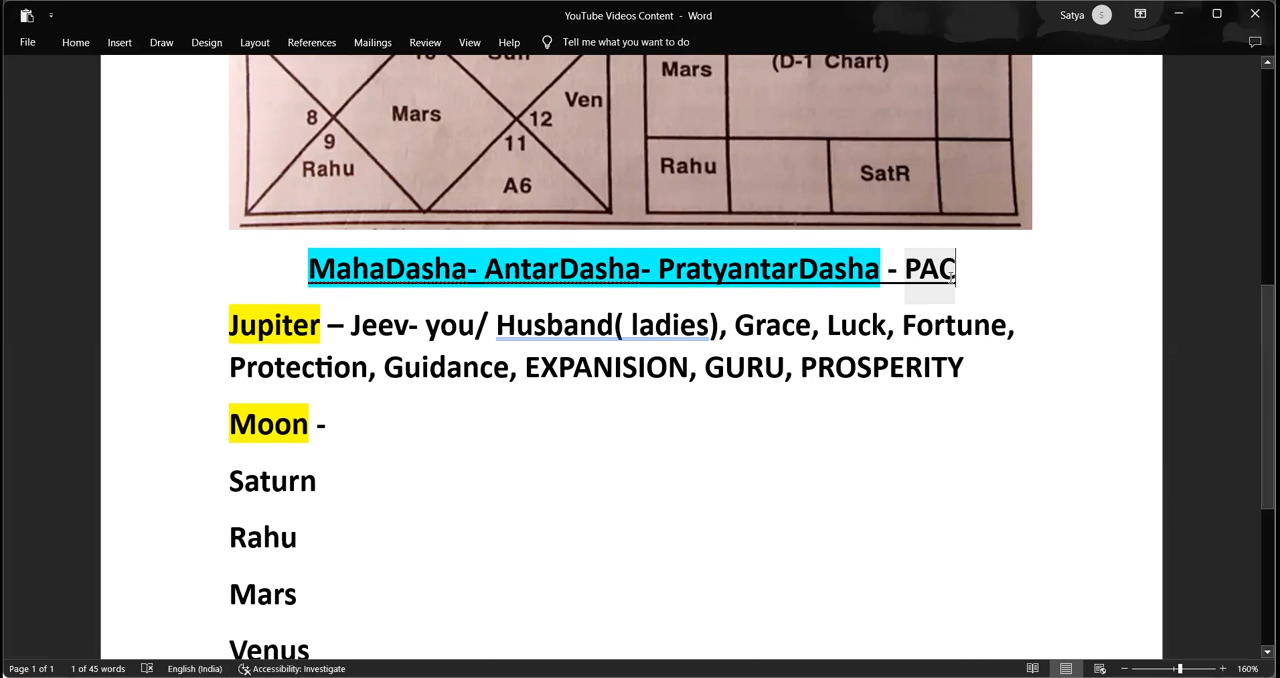 YouTube Videos Content - Word
Satya
S
File Home Insert Draw Design Layout References Mailings Review View Help Tell me what you want to do
10 Sun
Mars (D-1 Chart)
Ven
8 Mars 12
9 11
Rahu Rahu SatR
A6
MahaDasha- AntarDasha- PratyantarDasha - PAC
Jupiter – Jeev- you/ Husband( ladies), Grace, Luck, Fortune,
Protection, Guidance, EXPANISION, GURU, PROSPERITY
Moon -
Saturn
Rahu
Mars
Venus
Page 1 of 1 1 of 45 words English (India) Accessibility: Investigate 160%